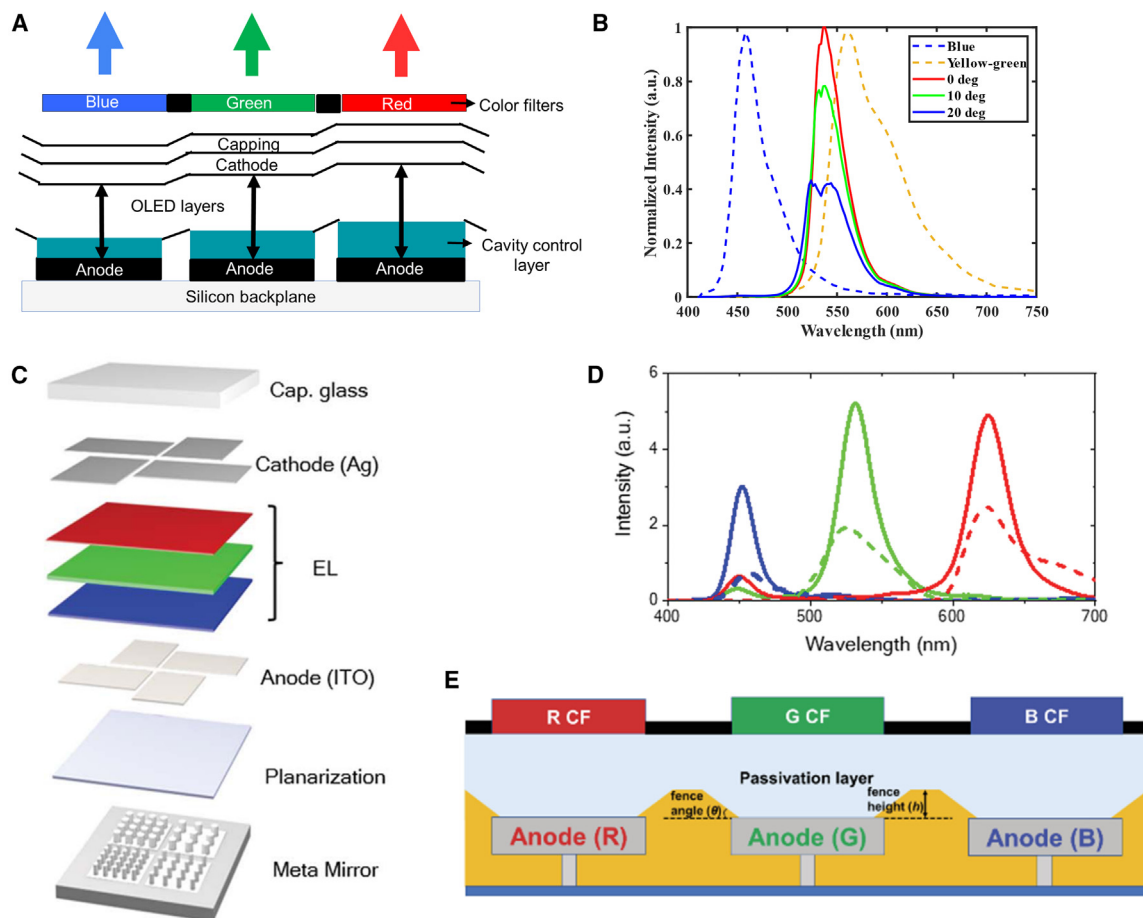 A
Blue
Green
Red
Color filters
Capping
Cathode
OLED layers
Cavity control
layer
Anode
Anode
Anode
Silicon backplane
B
Normalized Intensity (a.u.)
1
0.8
0.6
0.4
0.2
0
400 450 500 550 600 650 700 750
Wavelength (nm)
Blue
Yellow-green
0 deg
10 deg
20 deg
C
Cap. glass
Cathode (Ag)
EL
Anode (ITO)
Planarization
Meta Mirror
D
Intensity (a.u.)
6
4
2
0
400 500 600 700
Wavelength (nm)
E
R CF
G CF
B CF
Passivation layer
fence
angle (θ)
fence
height (h)
Anode (R)
Anode (G)
Anode (B)